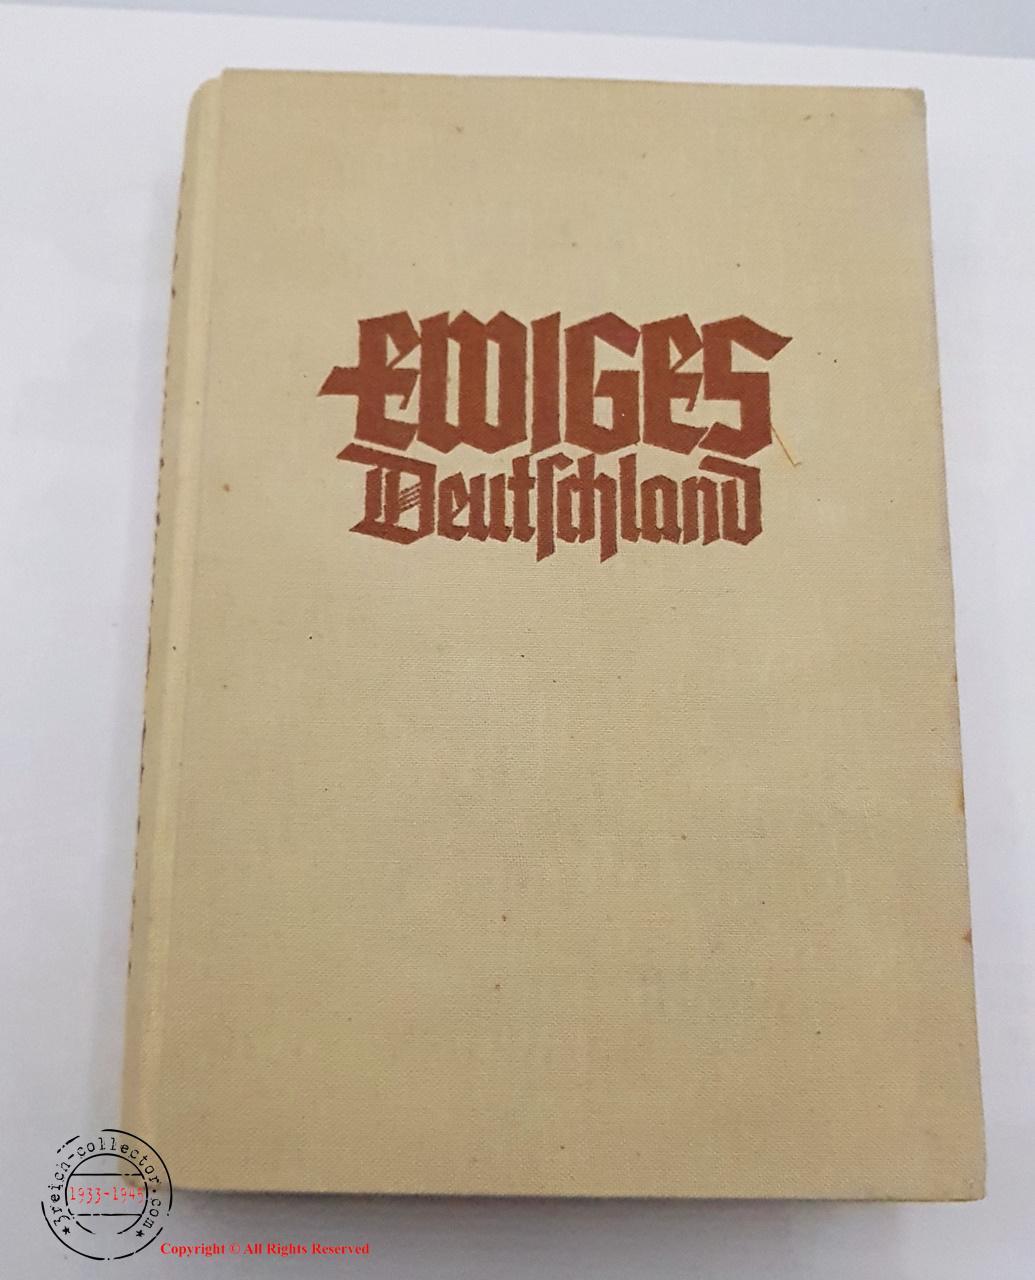 EWIGES
Deutſchland
3reich-collector.com
1933-1945
Copyright © All Rights Reserved